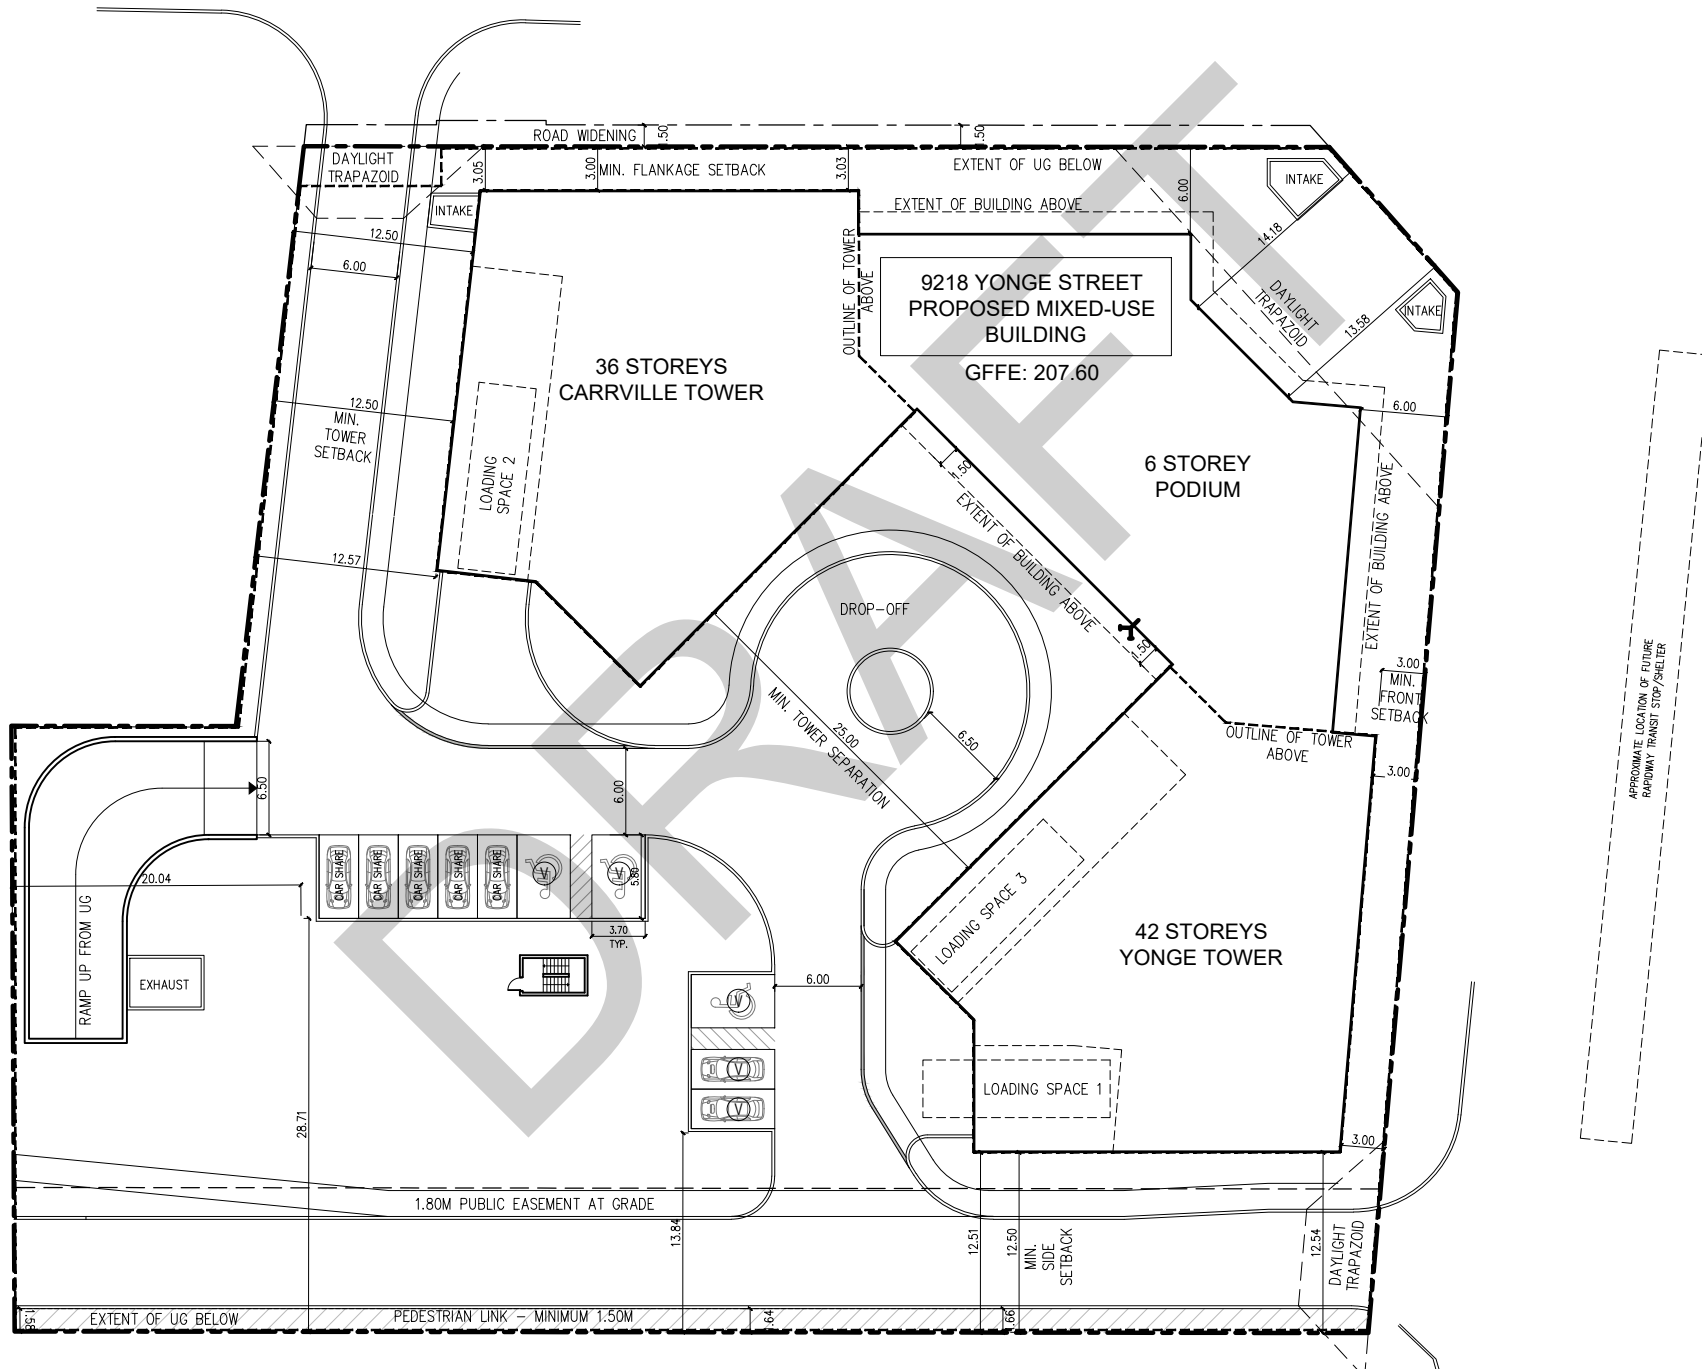 ROAD WIDENING
1.50
1.50
DAYLIGHT
TRAPAZOID
3.05
3.00
MIN. FLANKAGE SETBACK
3.03
EXTENT OF UG BELOW
6.00
INTAKE
INTAKE
EXTENT OF BUILDING ABOVE
12.50
6.00
14.18
OUTLINE OF TOWER
ABOVE
9218 YONGE STREET
PROPOSED MIXED-USE
BUILDING
GFFE: 207.60
DAYLIGHT
TRAPAZOID
INTAKE
13.58
36 STOREYS
CARRVILLE TOWER
12.50
MIN.
TOWER
SETBACK
6.00
LOADING
SPACE 2
1.50
EXTENT OF BUILDING ABOVE
6 STOREY
PODIUM
EXTENT OF BUILDING ABOVE
12.57
DROP-OFF
1.50
3.00
MIN.
FRONT
SETBACK
APPROXIMATE LOCATION OF FUTURE
RAPIDWAY TRANSIT STOP/SHELTER
MIN. TOWER SEPARATION
25.00
6.50
OUTLINE OF TOWER
ABOVE
3.00
6.50
6.00
CAR SHARE
CAR SHARE
CAR SHARE
CAR SHARE
CAR SHARE
V
V
5.80
20.04
3.70
TYP.
RAMP UP FROM UG
EXHAUST
LOADING SPACE 3
42 STOREYS
YONGE TOWER
V
6.00
V
V
LOADING SPACE 1
28.71
3.00
1.80M PUBLIC EASEMENT AT GRADE
13.84
12.51
12.50
MIN.
SIDE
SETBACK
12.54
DAYLIGHT
TRAPAZOID
1.58
EXTENT OF UG BELOW
PEDESTRIAN LINK - MINIMUM 1.50M
1.64
1.66
DRAFT